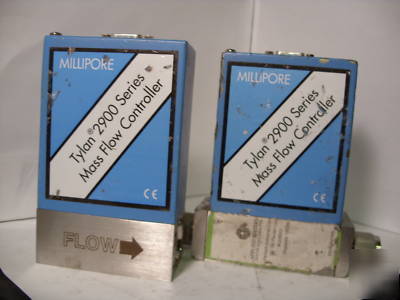 MILLIPORE
Tylan® 2900 Series
Mass Flow Controller
CE
FLOW
MILLIPORE
Tylan® 2900 Series
Mass Flow Controller
CE